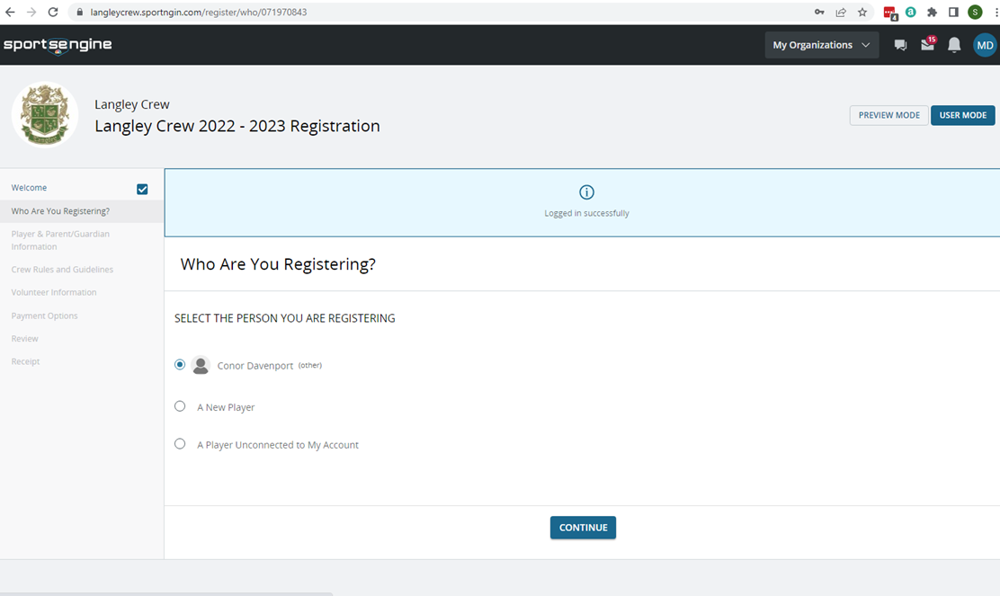 langleycrew.sportngin.com/register/who/071970843
4
a
S
sportsengine
My Organizations
15
MD
Langley Crew
Langley Crew 2022 - 2023 Registration
PREVIEW MODE
USER MODE
Welcome
Who Are You Registering?
Player & Parent/Guardian
Information
Crew Rules and Guidelines
Volunteer Information
Payment Options
Review
Receipt
Logged in successfully
Who Are You Registering?
SELECT THE PERSON YOU ARE REGISTERING
Conor Davenport (other)
A New Player
A Player Unconnected to My Account
CONTINUE